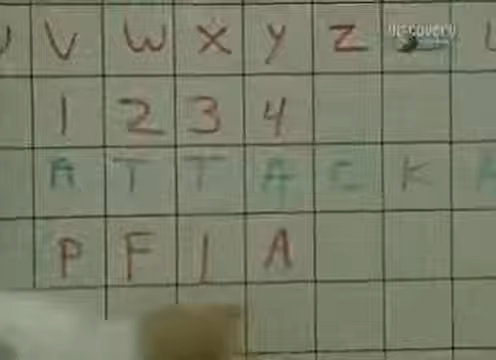 V W X Y Z
Discovery
1 2 3 4
A T T A C K
P F J A